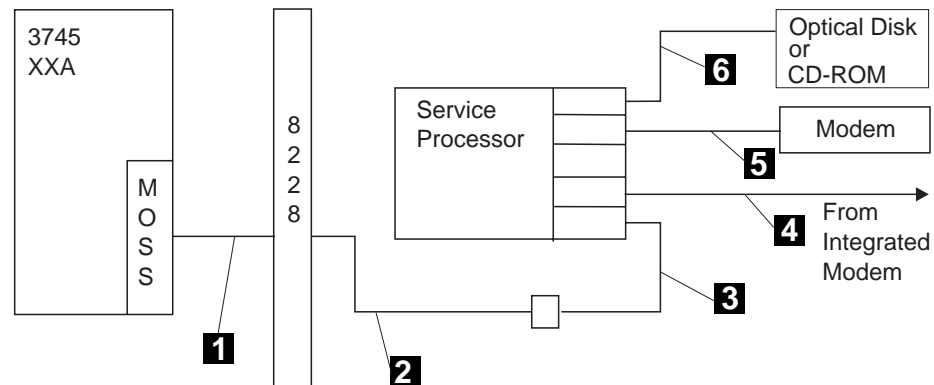 3745
XXA
M
O
S
S
8
2
2
8
Service
Processor
Optical Disk
or
CD-ROM
6
Modem
5
4
From
Integrated
Modem
3
1
2